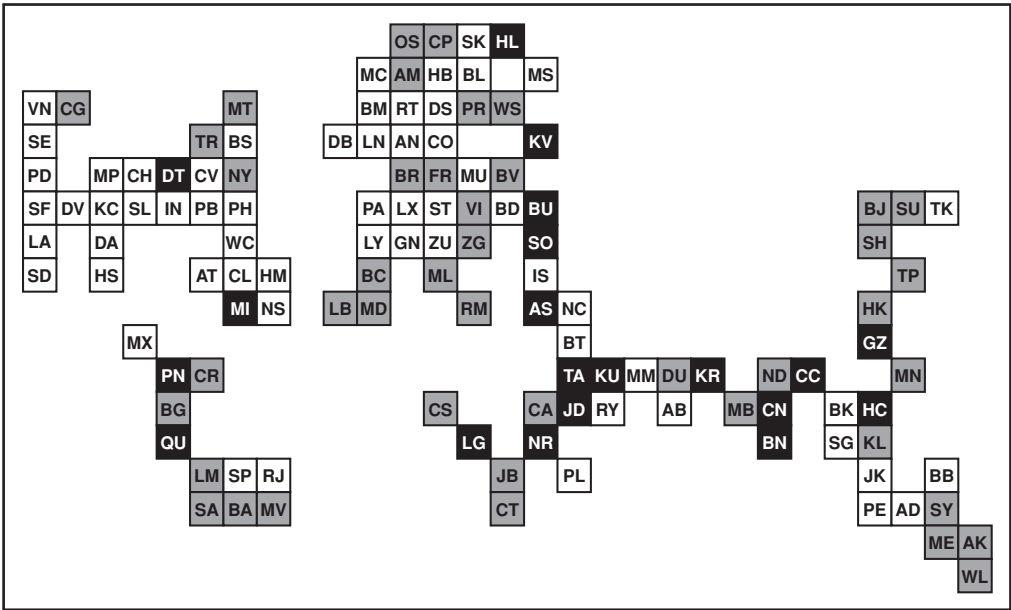 OS CP SK HL
MC AM HB BL MS
VN CG MT BM RT DS PR WS
SE TR BS DB LN AN CO KV
PD MP CH DT CV NY BR FR MU BV
SF DV KC SL IN PB PH PA LX ST VI BD BU BJ SU TK
LA DA WC LY GN ZU ZG SO SH
SD HS AT CL HM BC ML IS TP
MI NS LB MD RM AS NC HK
MX BT GZ
PN CR TA KU MM DU KR ND CC MN
BG CS CA JD RY AB MB CN BK HC
QU LG NR BN SG KL
LM SP RJ JB PL JK BB
SA BA MV CT PE AD SY
ME AK
WL